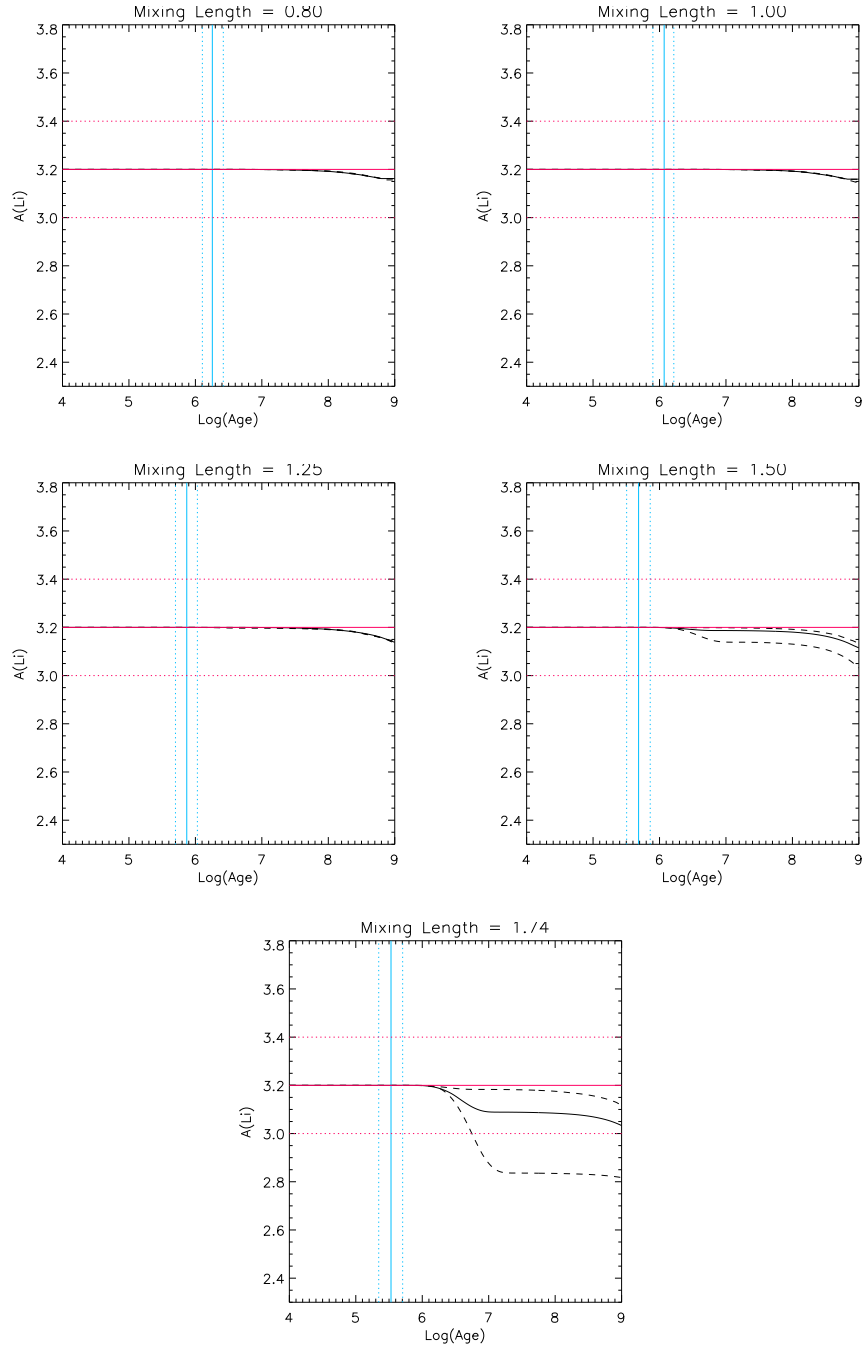 Mixing Length = 0.80
3.8
3.6
3.4
3.2
3.0
2.8
2.6
2.4
A(Li)
4 5 6 7 8 9
Log(Age)
Mixing Length = 1.00
3.8
3.6
3.4
3.2
3.0
2.8
2.6
2.4
A(Li)
4 5 6 7 8 9
Log(Age)
Mixing Length = 1.25
3.8
3.6
3.4
3.2
3.0
2.8
2.6
2.4
A(Li)
4 5 6 7 8 9
Log(Age)
Mixing Length = 1.50
3.8
3.6
3.4
3.2
3.0
2.8
2.6
2.4
A(Li)
4 5 6 7 8 9
Log(Age)
Mixing Length = 1.74
3.8
3.6
3.4
3.2
3.0
2.8
2.6
2.4
A(Li)
4 5 6 7 8 9
Log(Age)